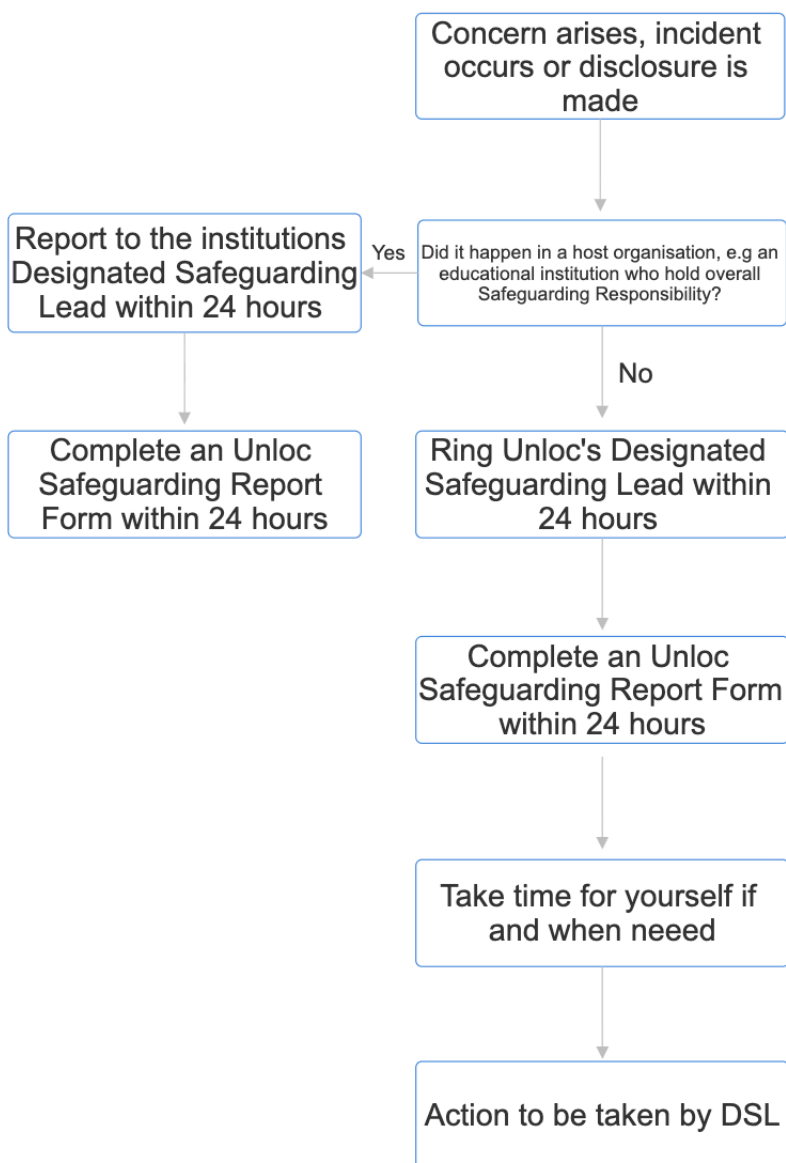 Concern arises, incident
occurs or disclosure is
made
Did it happen in a host organisation, e.g an
educational institution who hold overall
Safeguarding Responsibility?
Yes
Report to the institutions
Designated Safeguarding
Lead within 24 hours
Complete an Unloc
Safeguarding Report
Form within 24 hours
No
Ring Unloc's Designated
Safeguarding Lead within
24 hours
Complete an Unloc
Safeguarding Report Form
within 24 hours
Take time for yourself if
and when neeed
Action to be taken by DSL